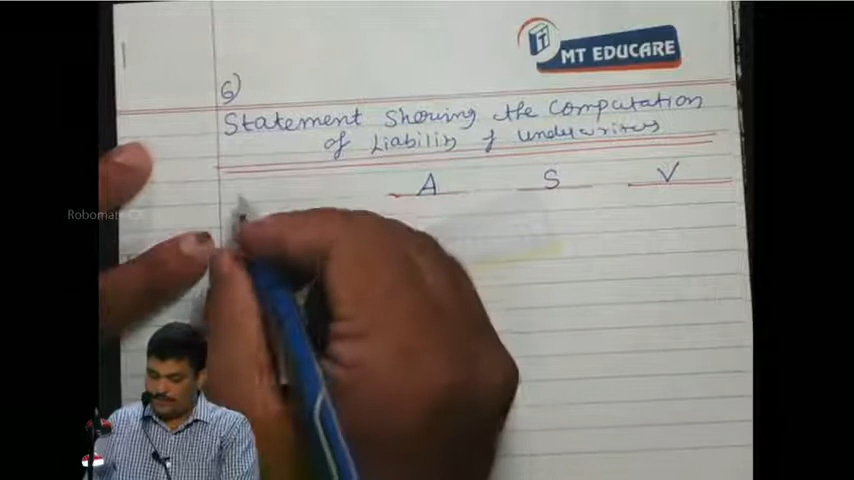 MT EDUCARE
6)
Statement showing the computation
of Liability of underwriters
A S V